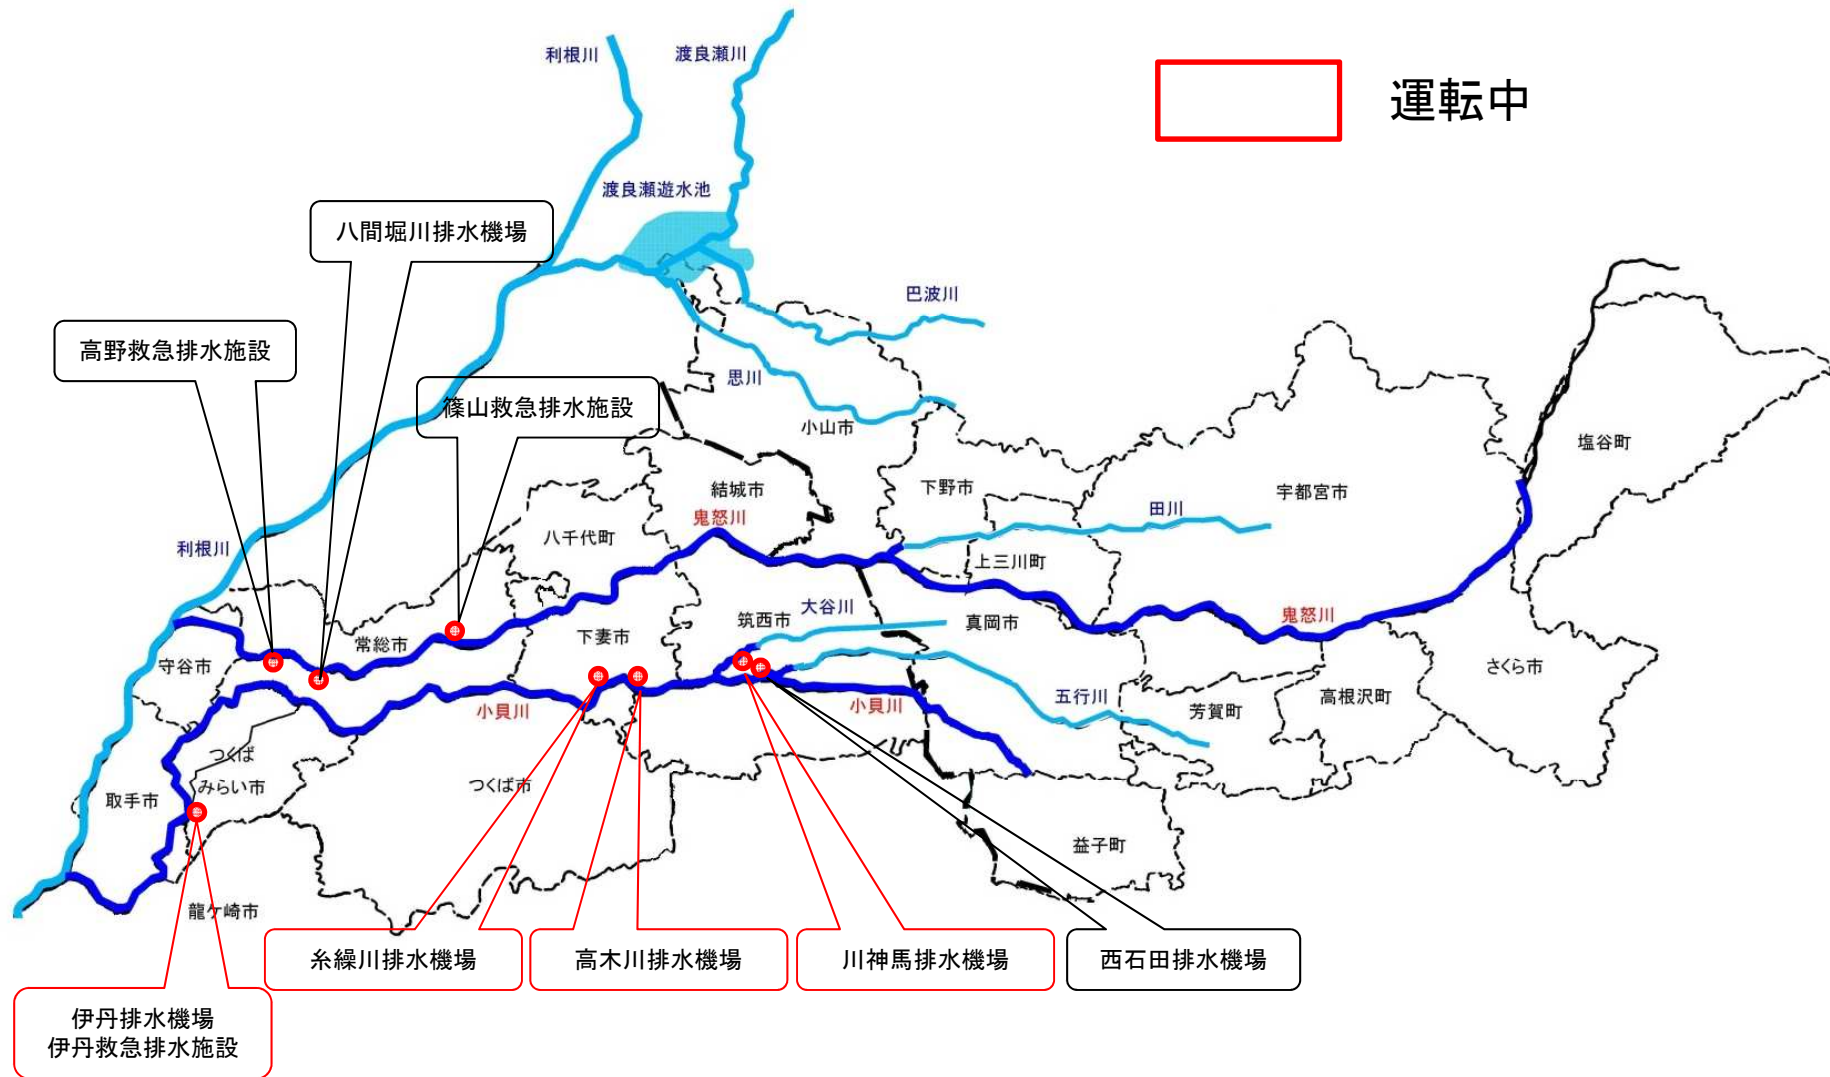 利根川
渡良瀬川
運転中
渡良瀬遊水池
八間堀川排水機場
巴波川
高野救急排水施設
思川
篠山救急排水施設
小山市
塩谷町
結城市
下野市
宇都宮市
鬼怒川
田川
八千代町
利根川
上三川町
大谷川
筑西市
真岡市
鬼怒川
常総市
下妻市
守谷市
さくら市
五行川
高根沢町
小貝川
小貝川
芳賀町
つくば
みらい市
つくば市
取手市
益子町
龍ケ崎市
糸繰川排水機場
高木川排水機場
川神馬排水機場
西石田排水機場
伊丹排水機場
伊丹救急排水施設